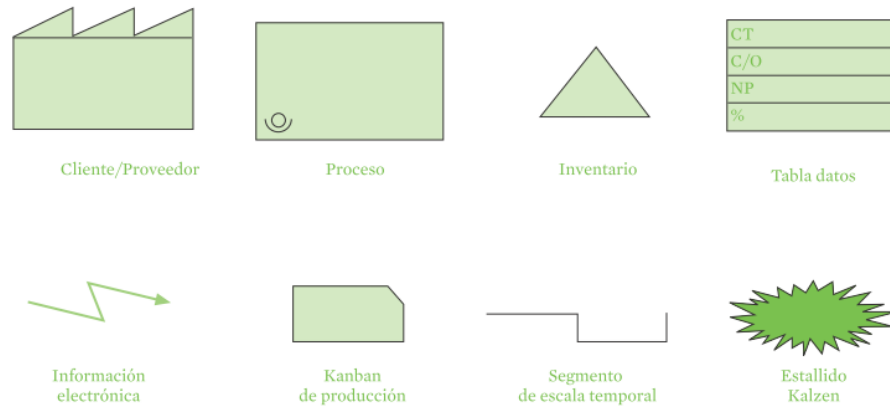 CT
C/O
NP
%
Cliente/Proveedor
Proceso
Inventario
Tabla datos
Información
electrónica
Kanban
de producción
Segmento
de escala temporal
Estallido
Kalzen